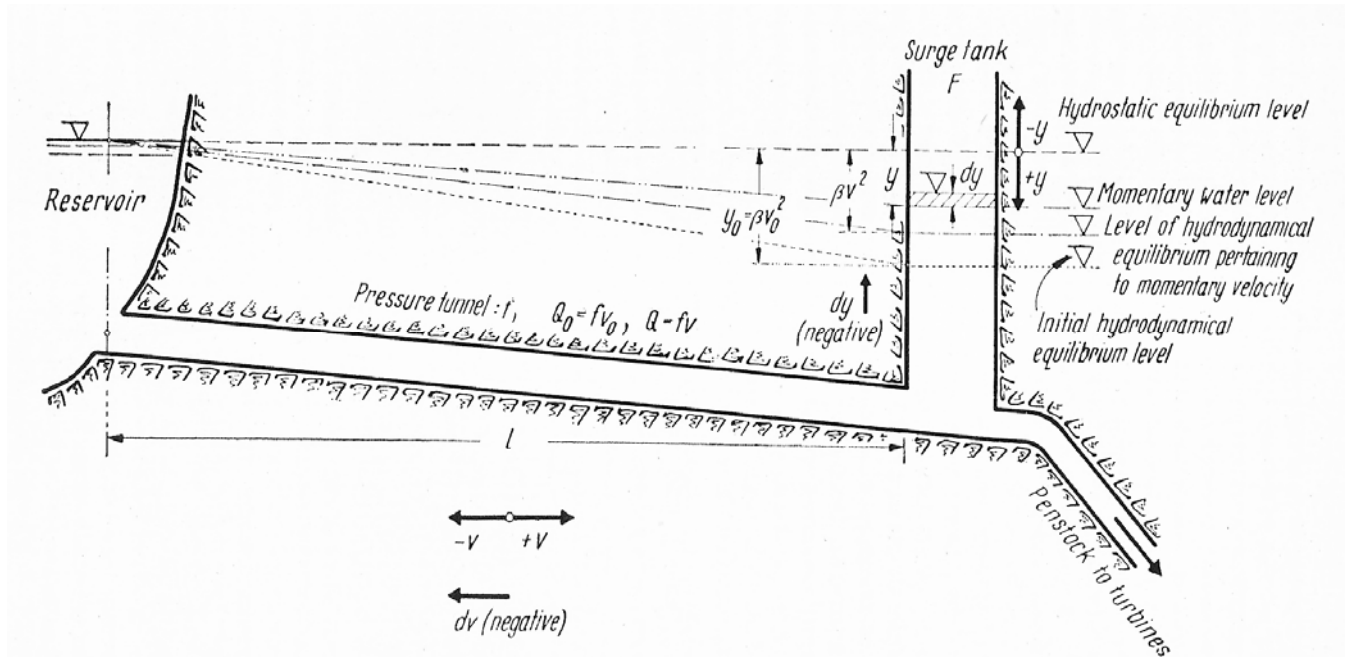 Surge tank
F
Hydrostatic equilibrium level
-y
+y
y
dy
βv²
y₀=βv₀²
Momentary water level
Level of hydrodynamical
equilibrium pertaining
to momentary velocity
Initial hydrodynamical
equilibrium level
Reservoir
dy
(negative)
Pressure tunnel: f, Q₀=fv₀, Q=fv
l
-v +v
dv (negative)
Penstock to turbines